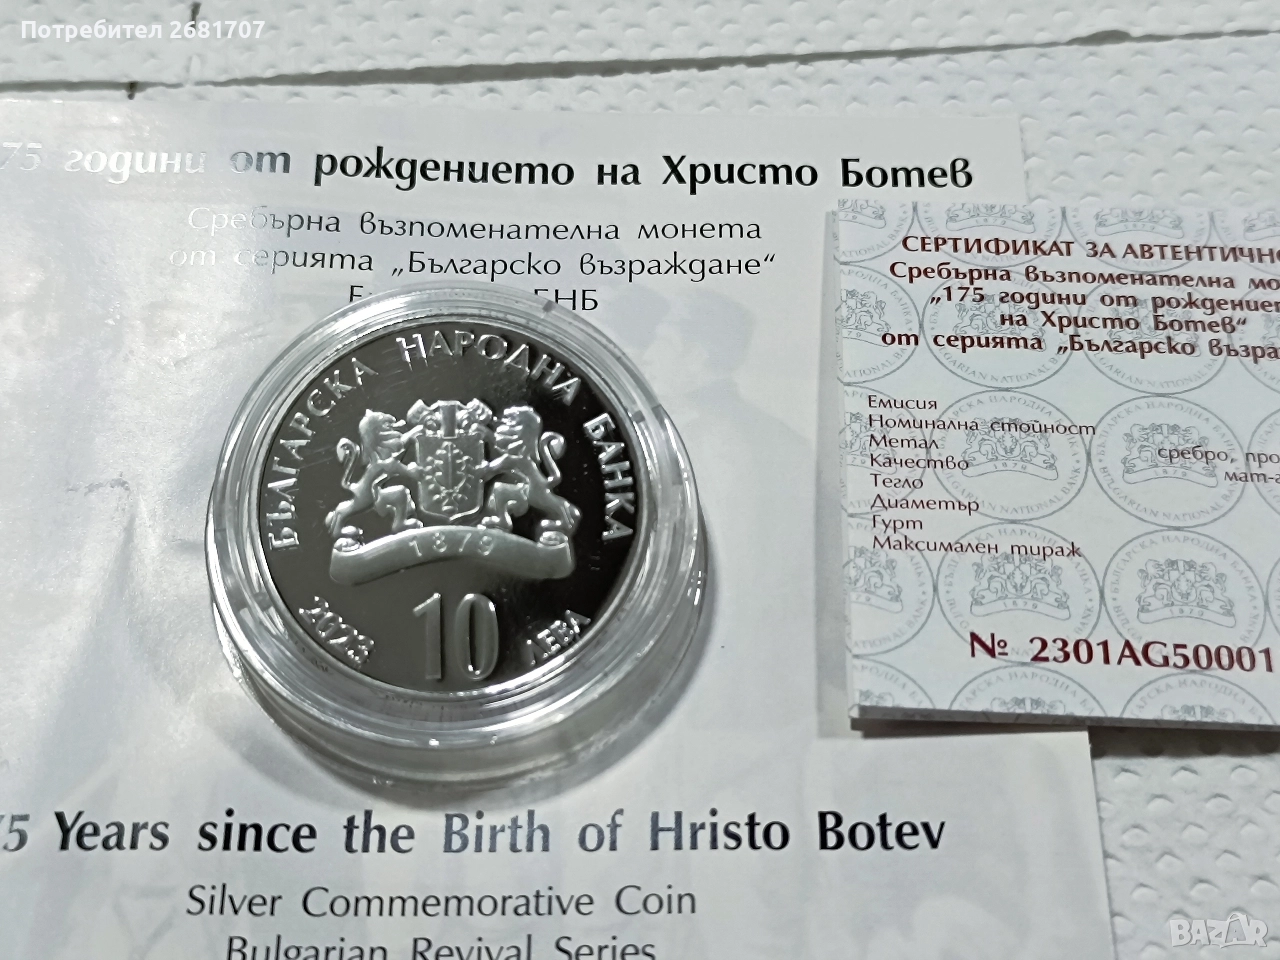 Потребител 2681707
75 години от рождението на Христо Ботев
Сребърна възпоменателна монета
от серията „Българско възраждане“
БНБ
БЪЛГАРСКА НАРОДНА БАНКА
1879
2023
10
ЛЕВА
5 Years since the Birth of Hristo Botev
Silver Commemorative Coin
Bulgarian Revival Series
СЕРТИФИКАТ ЗА АВТЕНТИЧНО
Сребърна възпоменателна мо
„175 години от рождение
на Христо Ботев“
от серията „Българско възра
Емисия
Номинална стойност
Метал
сребро, про
Качество
мат-г
Тегло
Диаметър
Гурт
Максимален тираж
№ 2301AG50001
BAZAR